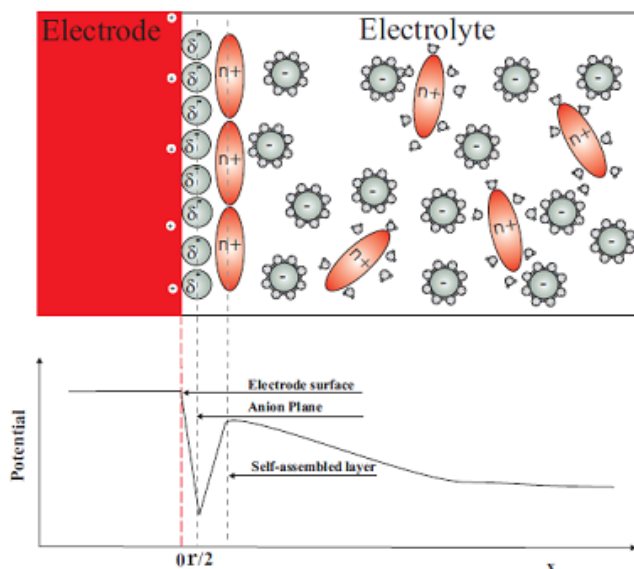 Electrode
Electrolyte
+
+
+
+
+
δ-
δ-
δ-
δ-
δ-
δ-
δ-
δ-
n+
n+
n+
-
-
n+
-
-
-
-
n+
-
-
-
-
n+
-
-
n+
-
-
-
Potential
Electrode surface
Anion Plane
Self-assembled layer
0 r/2
x